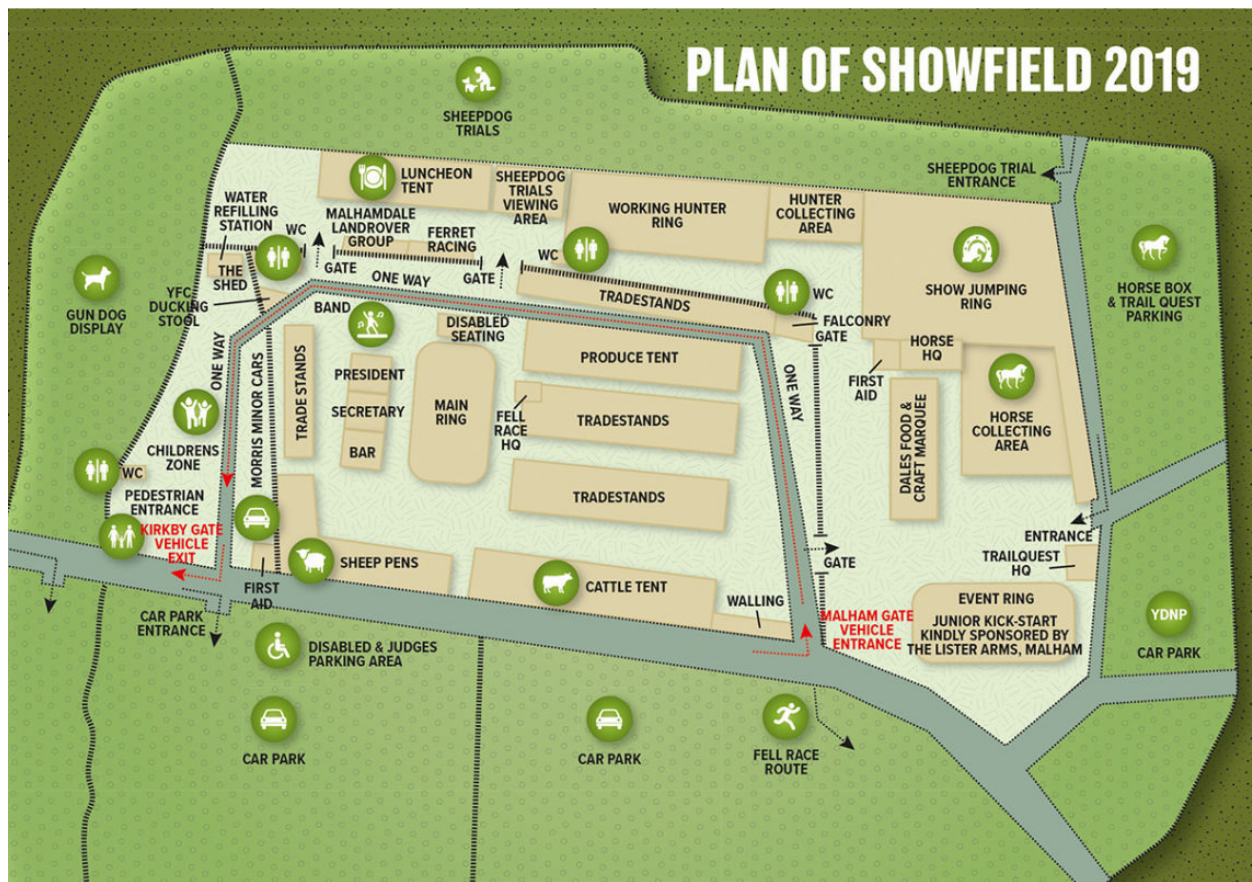 PLAN OF SHOWFIELD 2019
SHEEPDOG
TRIALS
SHEEPDOG TRIAL
ENTRANCE
LUNCHEON
TENT
SHEEPDOG
TRIALS
VIEWING
AREA
WORKING HUNTER
RING
HUNTER
COLLECTING
AREA
WATER
REFILLING
STATION
WC
MALHAMDALE
LANDROVER
GROUP
FERRET
RACING
WC
GATE
GATE
ONE WAY
THE
SHED
YFC
DUCKING
STOOL
GUN DOG
DISPLAY
BAND
DISABLED
SEATING
TRADESTANDS
WC
FALCONRY
GATE
SHOW JUMPING
RING
HORSE BOX
& TRAIL QUEST
PARKING
HORSE
HQ
FIRST
AID
ONE WAY
MORRIS MINOR CARS
TRADE STANDS
PRESIDENT
SECRETARY
BAR
MAIN
RING
FELL
RACE
HQ
PRODUCE TENT
TRADESTANDS
TRADESTANDS
ONE WAY
DALES FOOD &
CRAFT MARQUEE
HORSE
COLLECTING
AREA
CHILDRENS
ZONE
WC
PEDESTRIAN
ENTRANCE
KIRKBY GATE
VEHICLE
EXIT
FIRST
AID
SHEEP PENS
CATTLE TENT
WALLING
GATE
ENTRANCE
TRAILQUEST
HQ
MALHAM GATE
VEHICLE
ENTRANCE
EVENT RING
JUNIOR KICK-START
KINDLY SPONSORED BY
THE LISTER ARMS, MALHAM
YDNP
CAR PARK
CAR PARK
ENTRANCE
DISABLED & JUDGES
PARKING AREA
CAR PARK
CAR PARK
FELL RACE
ROUTE